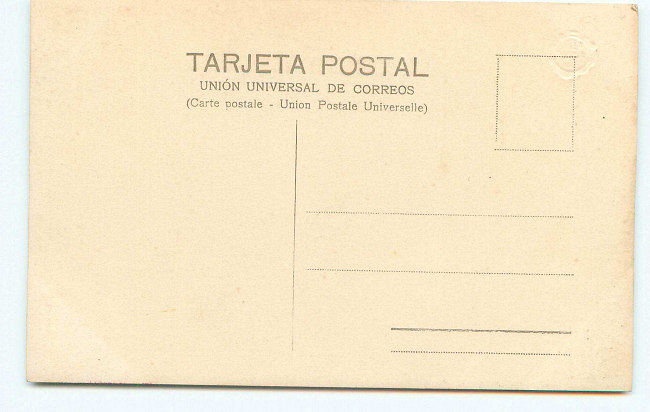 TARJETA POSTAL
UNIÓN UNIVERSAL DE CORREOS
(Carte postale - Union Postale Universelle)